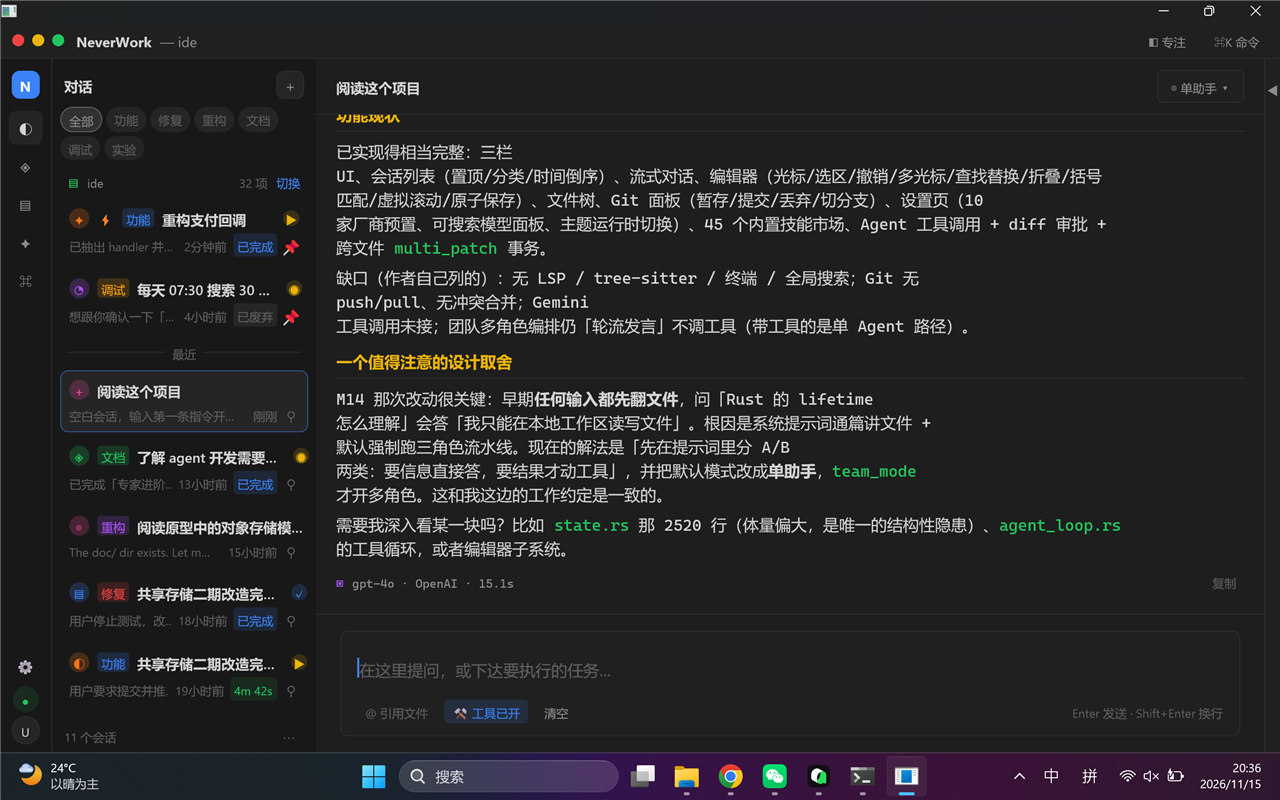 NeverWork — ide
专注
⌘K 命令
N
对话
+
全部
功能
修复
重构
文档
调试
实验
ide
32 项
切换
功能
重构支付回调
已抽出 handler 并...
2分钟前
已完成
调试
每天 07:30 搜索 30 ...
想跟你确认一下「...
4小时前
已废弃
最近
阅读这个项目
空白会话，输入第一条指令开...
刚刚
文档
了解 agent 开发需要...
已完成「专家进阶...
13小时前
已完成
重构
阅读原型中的对象存储模...
The doc/ dir exists. Let m...
15小时前
修复
共享存储二期改造完...
用户停止测试，改...
18小时前
已完成
功能
共享存储二期改造完...
用户要求提交并推...
19小时前
4m 42s
11 个会话
...
U
阅读这个项目
单助手
功能现状
已实现得相当完整：三栏
UI、会话列表（置顶/分类/时间倒序）、流式对话、编辑器（光标/选区/撤销/多光标/查找替换/折叠/括号
匹配/虚拟滚动/原子保存）、文件树、Git 面板（暂存/提交/丢弃/切分支）、设置页（10
家厂商预置、可搜索模型面板、主题运行时切换）、45 个内置技能市场、Agent 工具调用 + diff 审批 +
跨文件 multi_patch 事务。
缺口（作者自己列的）：无 LSP / tree-sitter / 终端 / 全局搜索；Git 无
push/pull、无冲突合并；Gemini
工具调用未接；团队多角色编排仍「轮流发言」不调工具（带工具的是单 Agent 路径）。
一个值得注意的设计取舍
M14 那次改动很关键：早期任何输入都先翻文件，问「Rust 的 lifetime
怎么理解」会答「我只能在本地工作区读写文件」。根因是系统提示词通篇讲文件 +
默认强制跑三角色流水线。现在的解法是「先在提示词里分 A/B
两类：要信息直接答，要结果才动工具」，并把默认模式改成单助手，team_mode
才开多角色。这和我这边的工作约定是一致的。
需要我深入看某一块吗？比如 state.rs 那 2520 行（体量偏大，是唯一的结构性隐患）、agent_loop.rs
的工具循环，或者编辑器子系统。
gpt-4o · OpenAI · 15.1s
复制
在这里提问，或下达要执行的任务...
@ 引用文件
工具已开
清空
Enter 发送 · Shift+Enter 换行
24°C
以晴为主
搜索
中
拼
20:36
2026/11/15